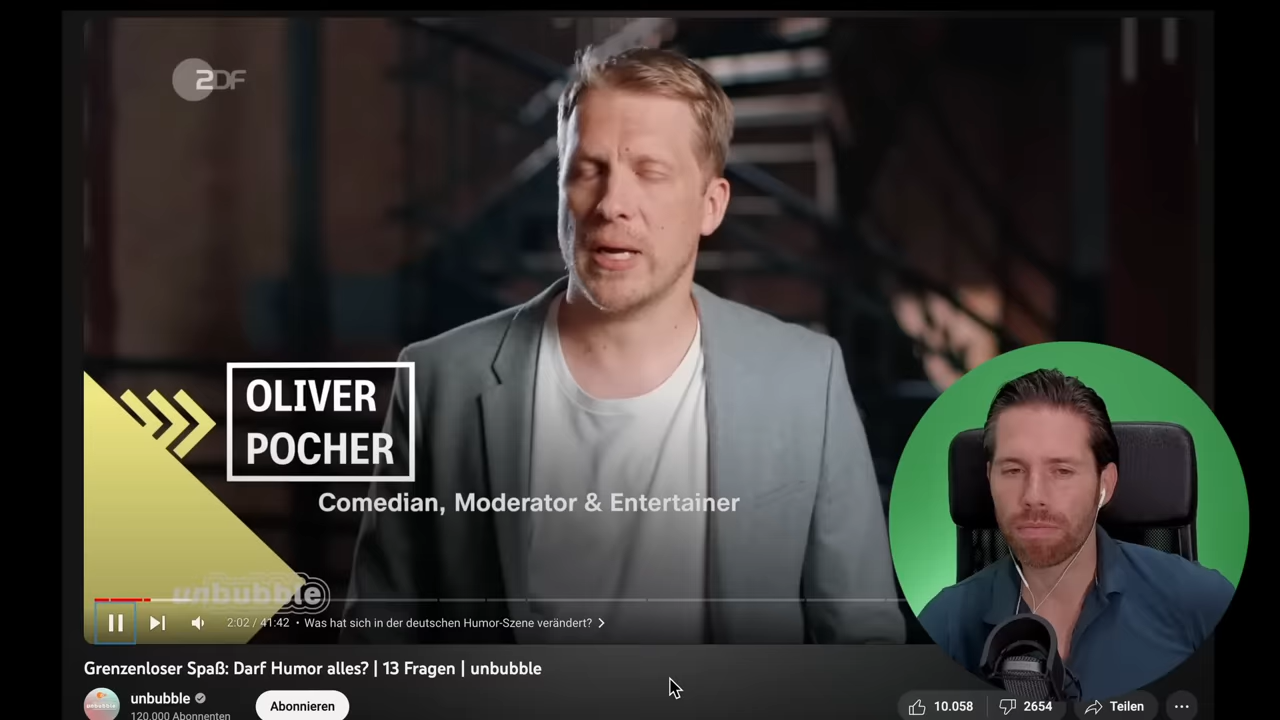 ZDF
OLIVER
POCHER
Comedian, Moderator & Entertainer
unbubble
2:02 / 41:42 • Was hat sich in der deutschen Humor-Szene verändert?
Grenzenloser Spaß: Darf Humor alles? | 13 Fragen | unbubble
unbubble
120.000 Abonnenten
Abonnieren
10.058
2654
Teilen